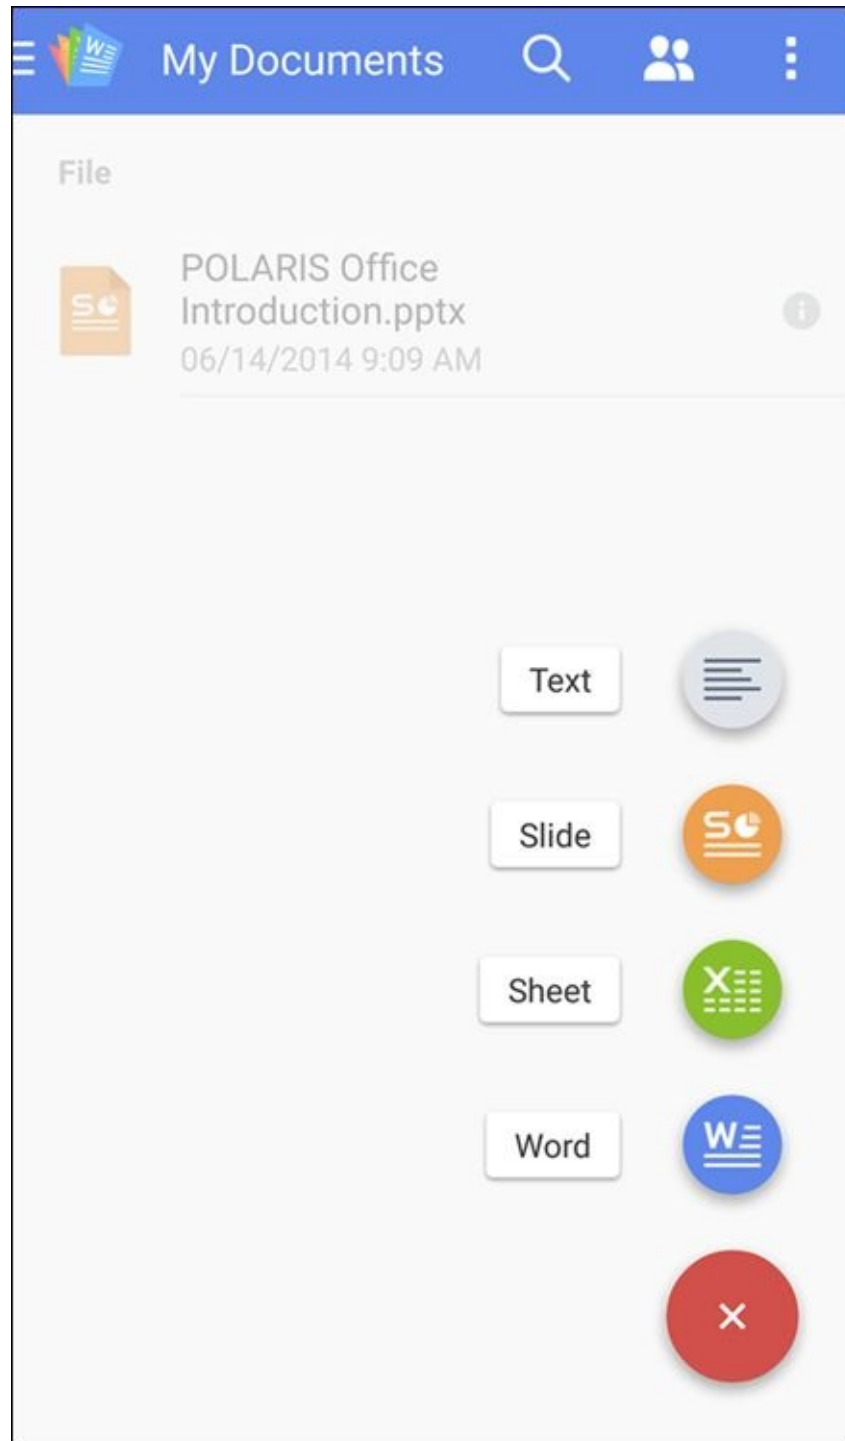 My Documents
File
POLARIS Office
Introduction.pptx
06/14/2014 9:09 AM
Text
Slide
Sheet
Word